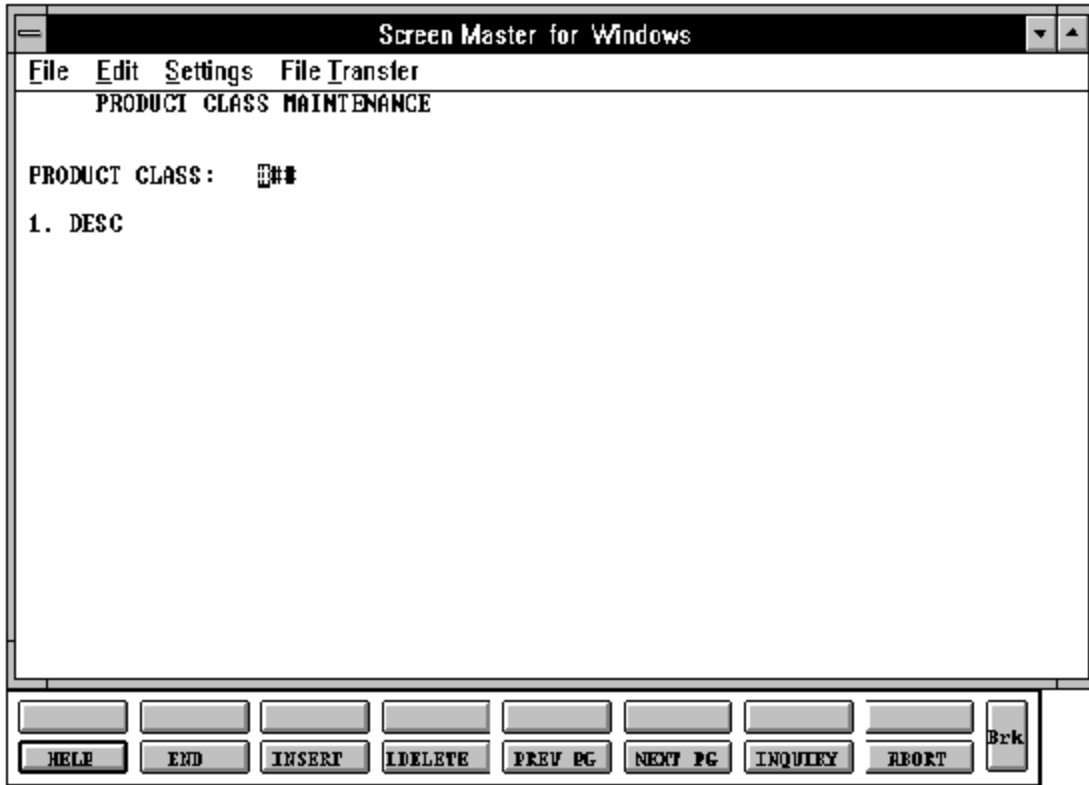 Screen Master for Windows
File Edit Settings File Transfer
PRODUCT CLASS MAINTENANCE
PRODUCT CLASS: ###
1. DESC
Brk
HELP END INSERT IDELETE PREV PG NEXT PG INQUIRY ABORT